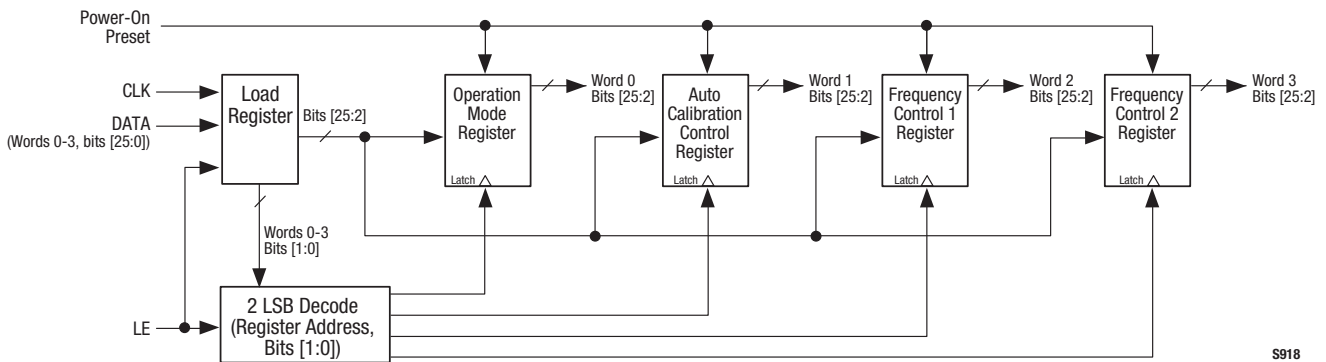 Power-On
Preset
CLK
DATA
(Words 0-3, bits [25:0])
Load
Register
Bits [25:2]
Operation
Mode
Register
Latch
Word 0
Bits [25:2]
Auto
Calibration
Control
Register
Latch
Word 1
Bits [25:2]
Frequency
Control 1
Register
Latch
Word 2
Bits [25:2]
Frequency
Control 2
Register
Latch
Word 3
Bits [25:2]
Words 0-3
Bits [1:0]
LE
2 LSB Decode
(Register Address,
Bits [1:0])
S918